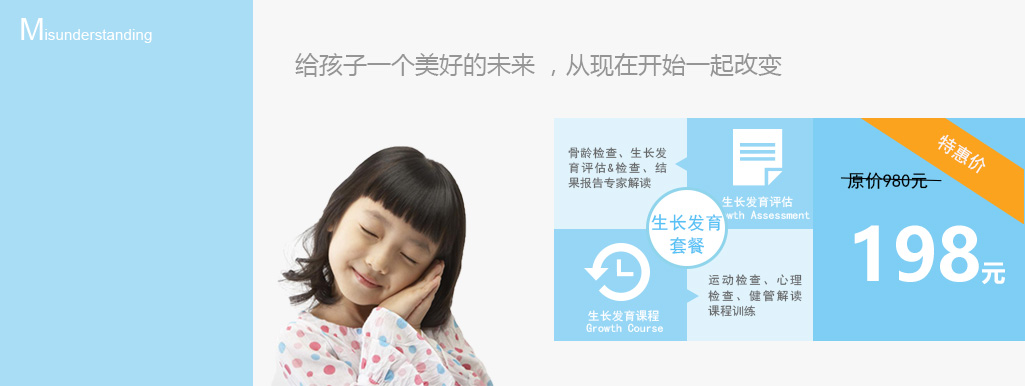 Misunderstanding
给孩子一个美好的未来 ，从现在开始一起改变
骨龄检查、生长发
育评估&检查、结
果报告专家解读
生长发育评估
wth Assessment
生长发育
套餐
生长发育课程
Growth Course
运动检查、心理
检查、健管解读
课程训练
特惠价
原价980元
198元